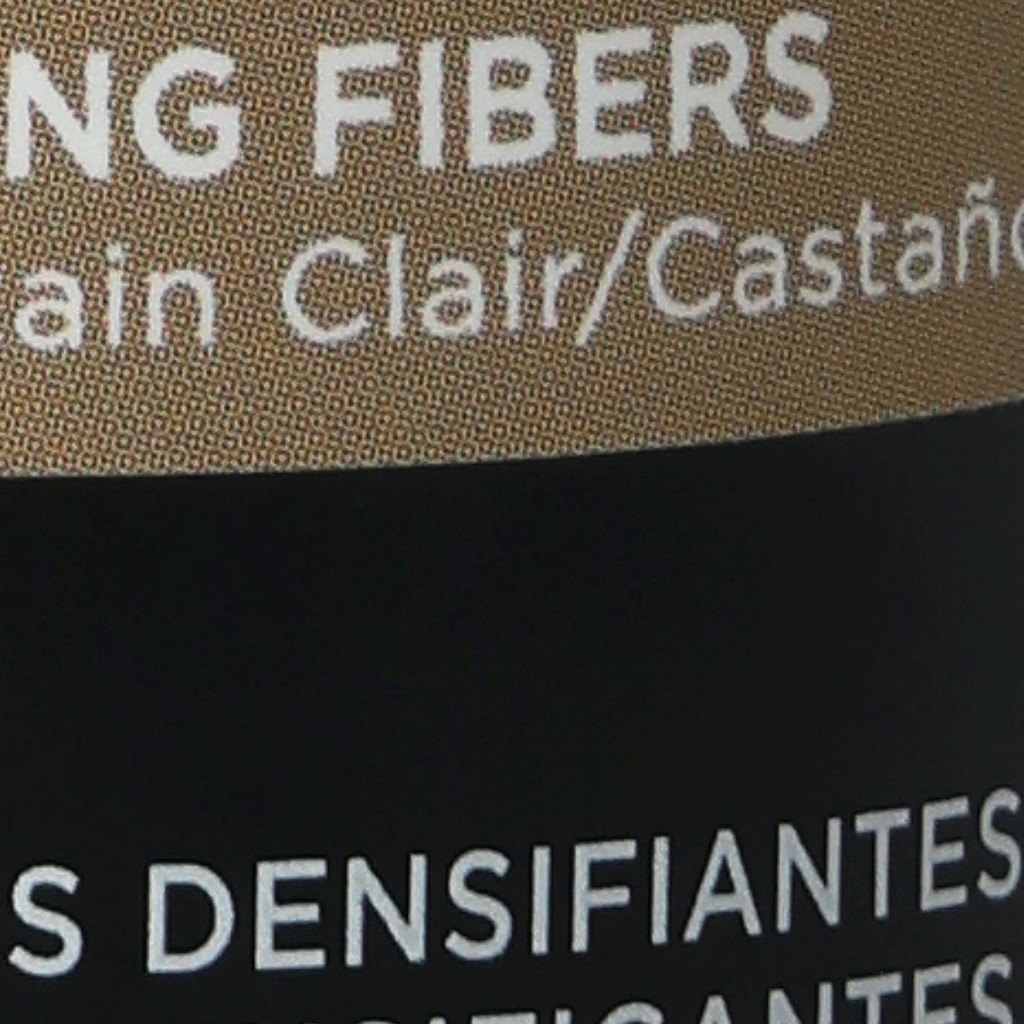 NG FIBERS
ain Clair/Castañ
S DENSIFIANTES